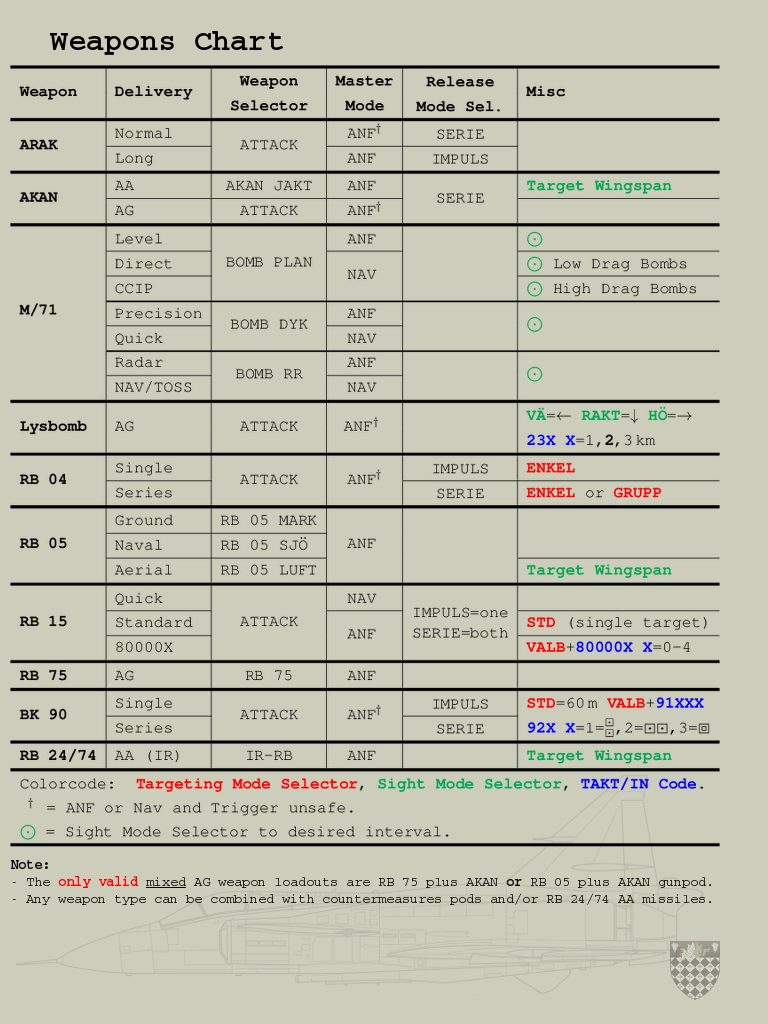 Weapons Chart
Weapon Delivery Weapon Selector Master Mode Release Mode Sel. Misc
ARAK Normal ATTACK ANF† SERIE
Long ANF IMPULS
AKAN AA AKAN JAKT ANF SERIE Target Wingspan
AG ATTACK ANF†
M/71 Level BOMB PLAN ANF ⊙
Direct NAV ⊙ Low Drag Bombs
CCIP ⊙ High Drag Bombs
Precision BOMB DYK ANF ⊙
Quick NAV
Radar BOMB RR ANF ⊙
NAV/TOSS NAV
Lysbomb AG ATTACK ANF† VÄ=← RAKT=↓ HÖ=→
23X X=1,2,3km
RB 04 Single ATTACK ANF† IMPULS ENKEL
Series SERIE ENKEL or GRUPP
RB 05 Ground RB 05 MARK ANF
Naval RB 05 SJÖ
Aerial RB 05 LUFT Target Wingspan
RB 15 Quick ATTACK NAV IMPULS=one SERIE=both
Standard ANF STD (single target)
80000X VALB+80000X X=0-4
RB 75 AG RB 75 ANF
BK 90 Single ATTACK ANF† IMPULS STD=60m VALB+91XXX
Series SERIE 92X X=1=⊡⊡,2=⊡⊡,3=⊡
RB 24/74 AA (IR) IR-RB ANF Target Wingspan
Colorcode: Targeting Mode Selector, Sight Mode Selector, TAKT/IN Code.
† = ANF or Nav and Trigger unsafe.
⊙ = Sight Mode Selector to desired interval.
Note:
- The only valid mixed AG weapon loadouts are RB 75 plus AKAN or RB 05 plus AKAN gunpod.
- Any weapon type can be combined with countermeasures pods and/or RB 24/74 AA missiles.